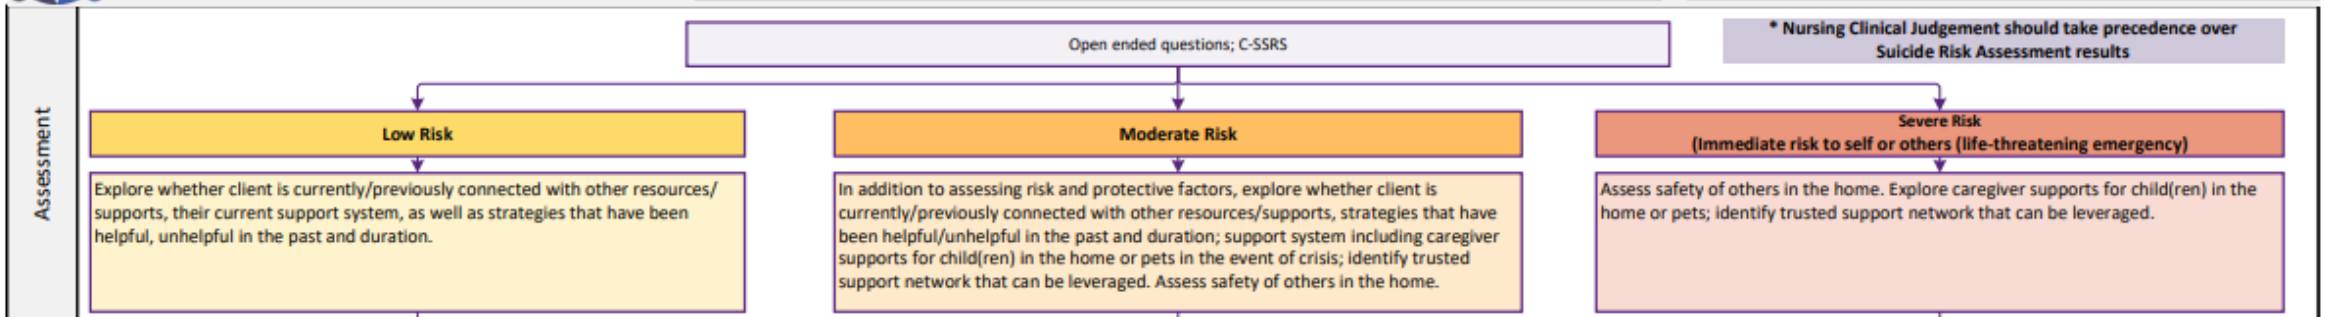 Assessment
Open ended questions; C-SSRS
* Nursing Clinical Judgement should take precedence over
Suicide Risk Assessment results
Low Risk
Explore whether client is currently/previously connected with other resources/
supports, their current support system, as well as strategies that have been
helpful, unhelpful in the past and duration.
Moderate Risk
In addition to assessing risk and protective factors, explore whether client is
currently/previously connected with other resources/supports, strategies that have
been helpful/unhelpful in the past and duration; support system including caregiver
supports for child(ren) in the home or pets in the event of crisis; identify trusted
support network that can be leveraged. Assess safety of others in the home.
Severe Risk
(Immediate risk to self or others (life-threatening emergency)
Assess safety of others in the home. Explore caregiver supports for child(ren) in the
home or pets; identify trusted support network that can be leveraged.